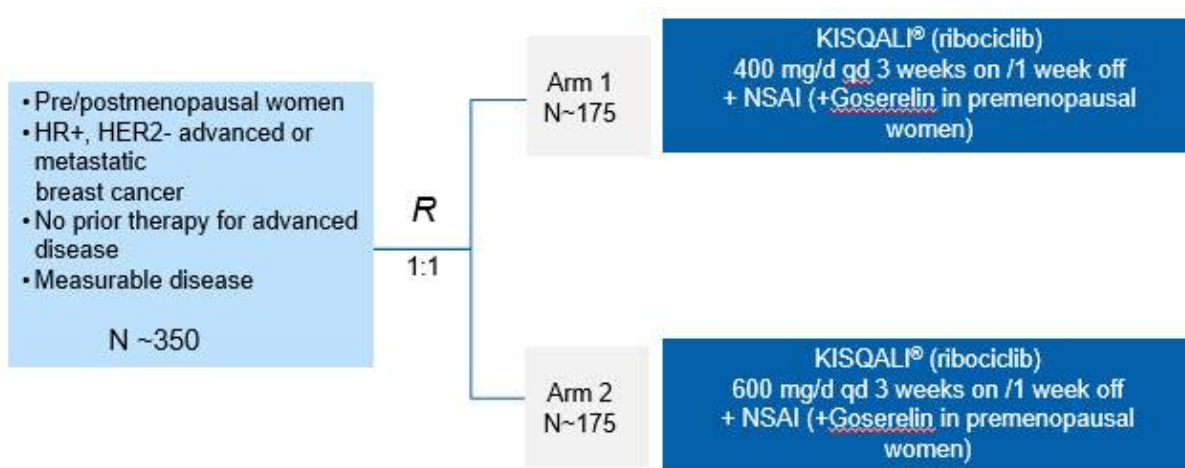 • Pre/postmenopausal women
• HR+, HER2- advanced or
metastatic
breast cancer
• No prior therapy for advanced
disease
• Measurable disease
N ~350
R
1:1
Arm 1
N~175
KISQALI® (ribociclib)
400 mg/d qd 3 weeks on /1 week off
+ NSAI (+Goserelin in premenopausal
women)
Arm 2
N~175
KISQALI® (ribociclib)
600 mg/d qd 3 weeks on /1 week off
+ NSAI (+Goserelin in premenopausal
women)